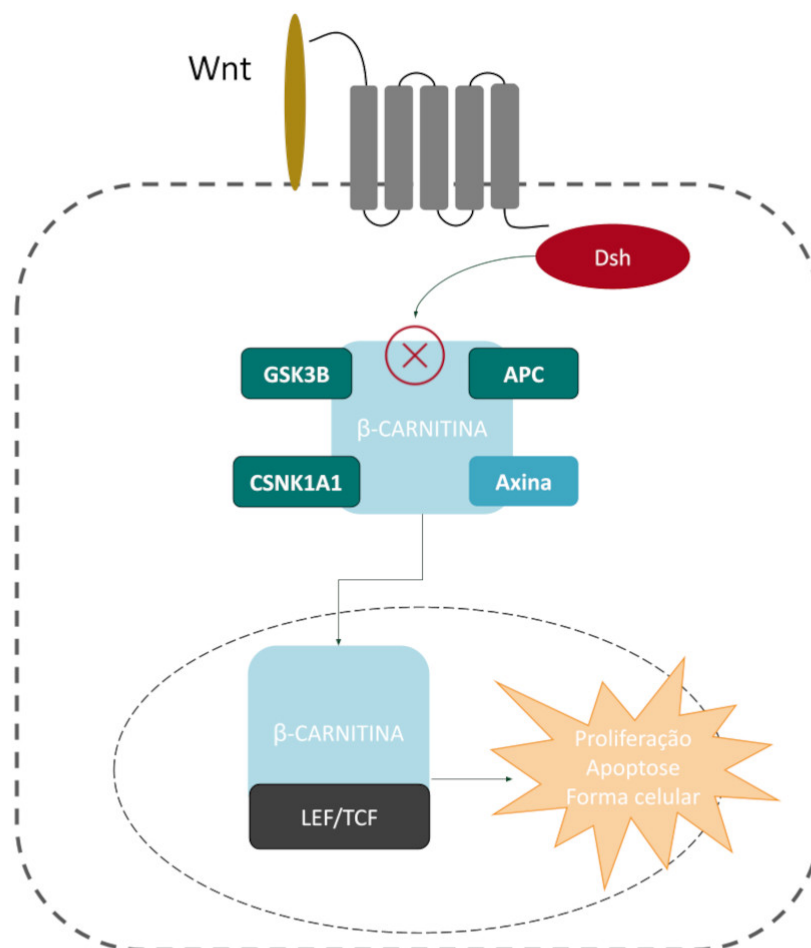 Wnt
Dsh
GSK3B
APC
β-CARNITINA
CSNK1A1
Axina
β-CARNITINA
LEF/TCF
Proliferação
Apoptose
Forma celular